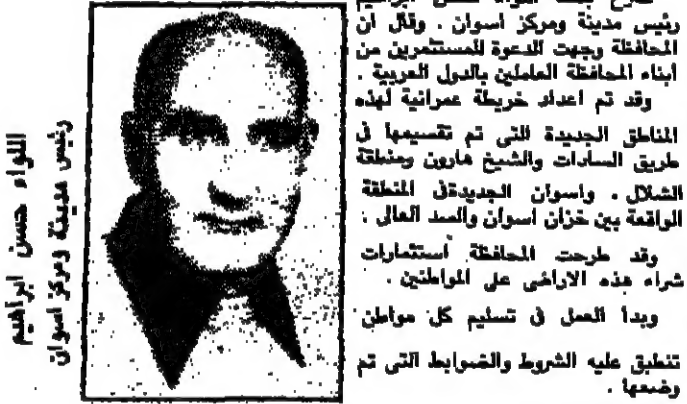 رئيس مدينة ومركز اسوان . وقال ان
المحافظة وجهت الدعوة للمستثمرين من
أبناء المحافظة العاملين بالدول العربية .
وقد تم اعداد خريطة عمرانية لهذه
المناطق الجديدة التى تم تقسيمها فى
طريق السادات والشيخ هارون ومنطقة
الشلال . واسوان الجديدة فى المنطقة
الواقعة بين خزان اسوان والسد العالى .
وقد طرحت المحافظة استثمارات
شراء هذه الاراضى على المواطنين .
وبدأ العمل فى تسليم كل مواطن
تنطبق عليه الشروط والضوابط التى تم
وضعها .
اللواء حسن ابراهيم
رئيس مدينة ومركز اسوان